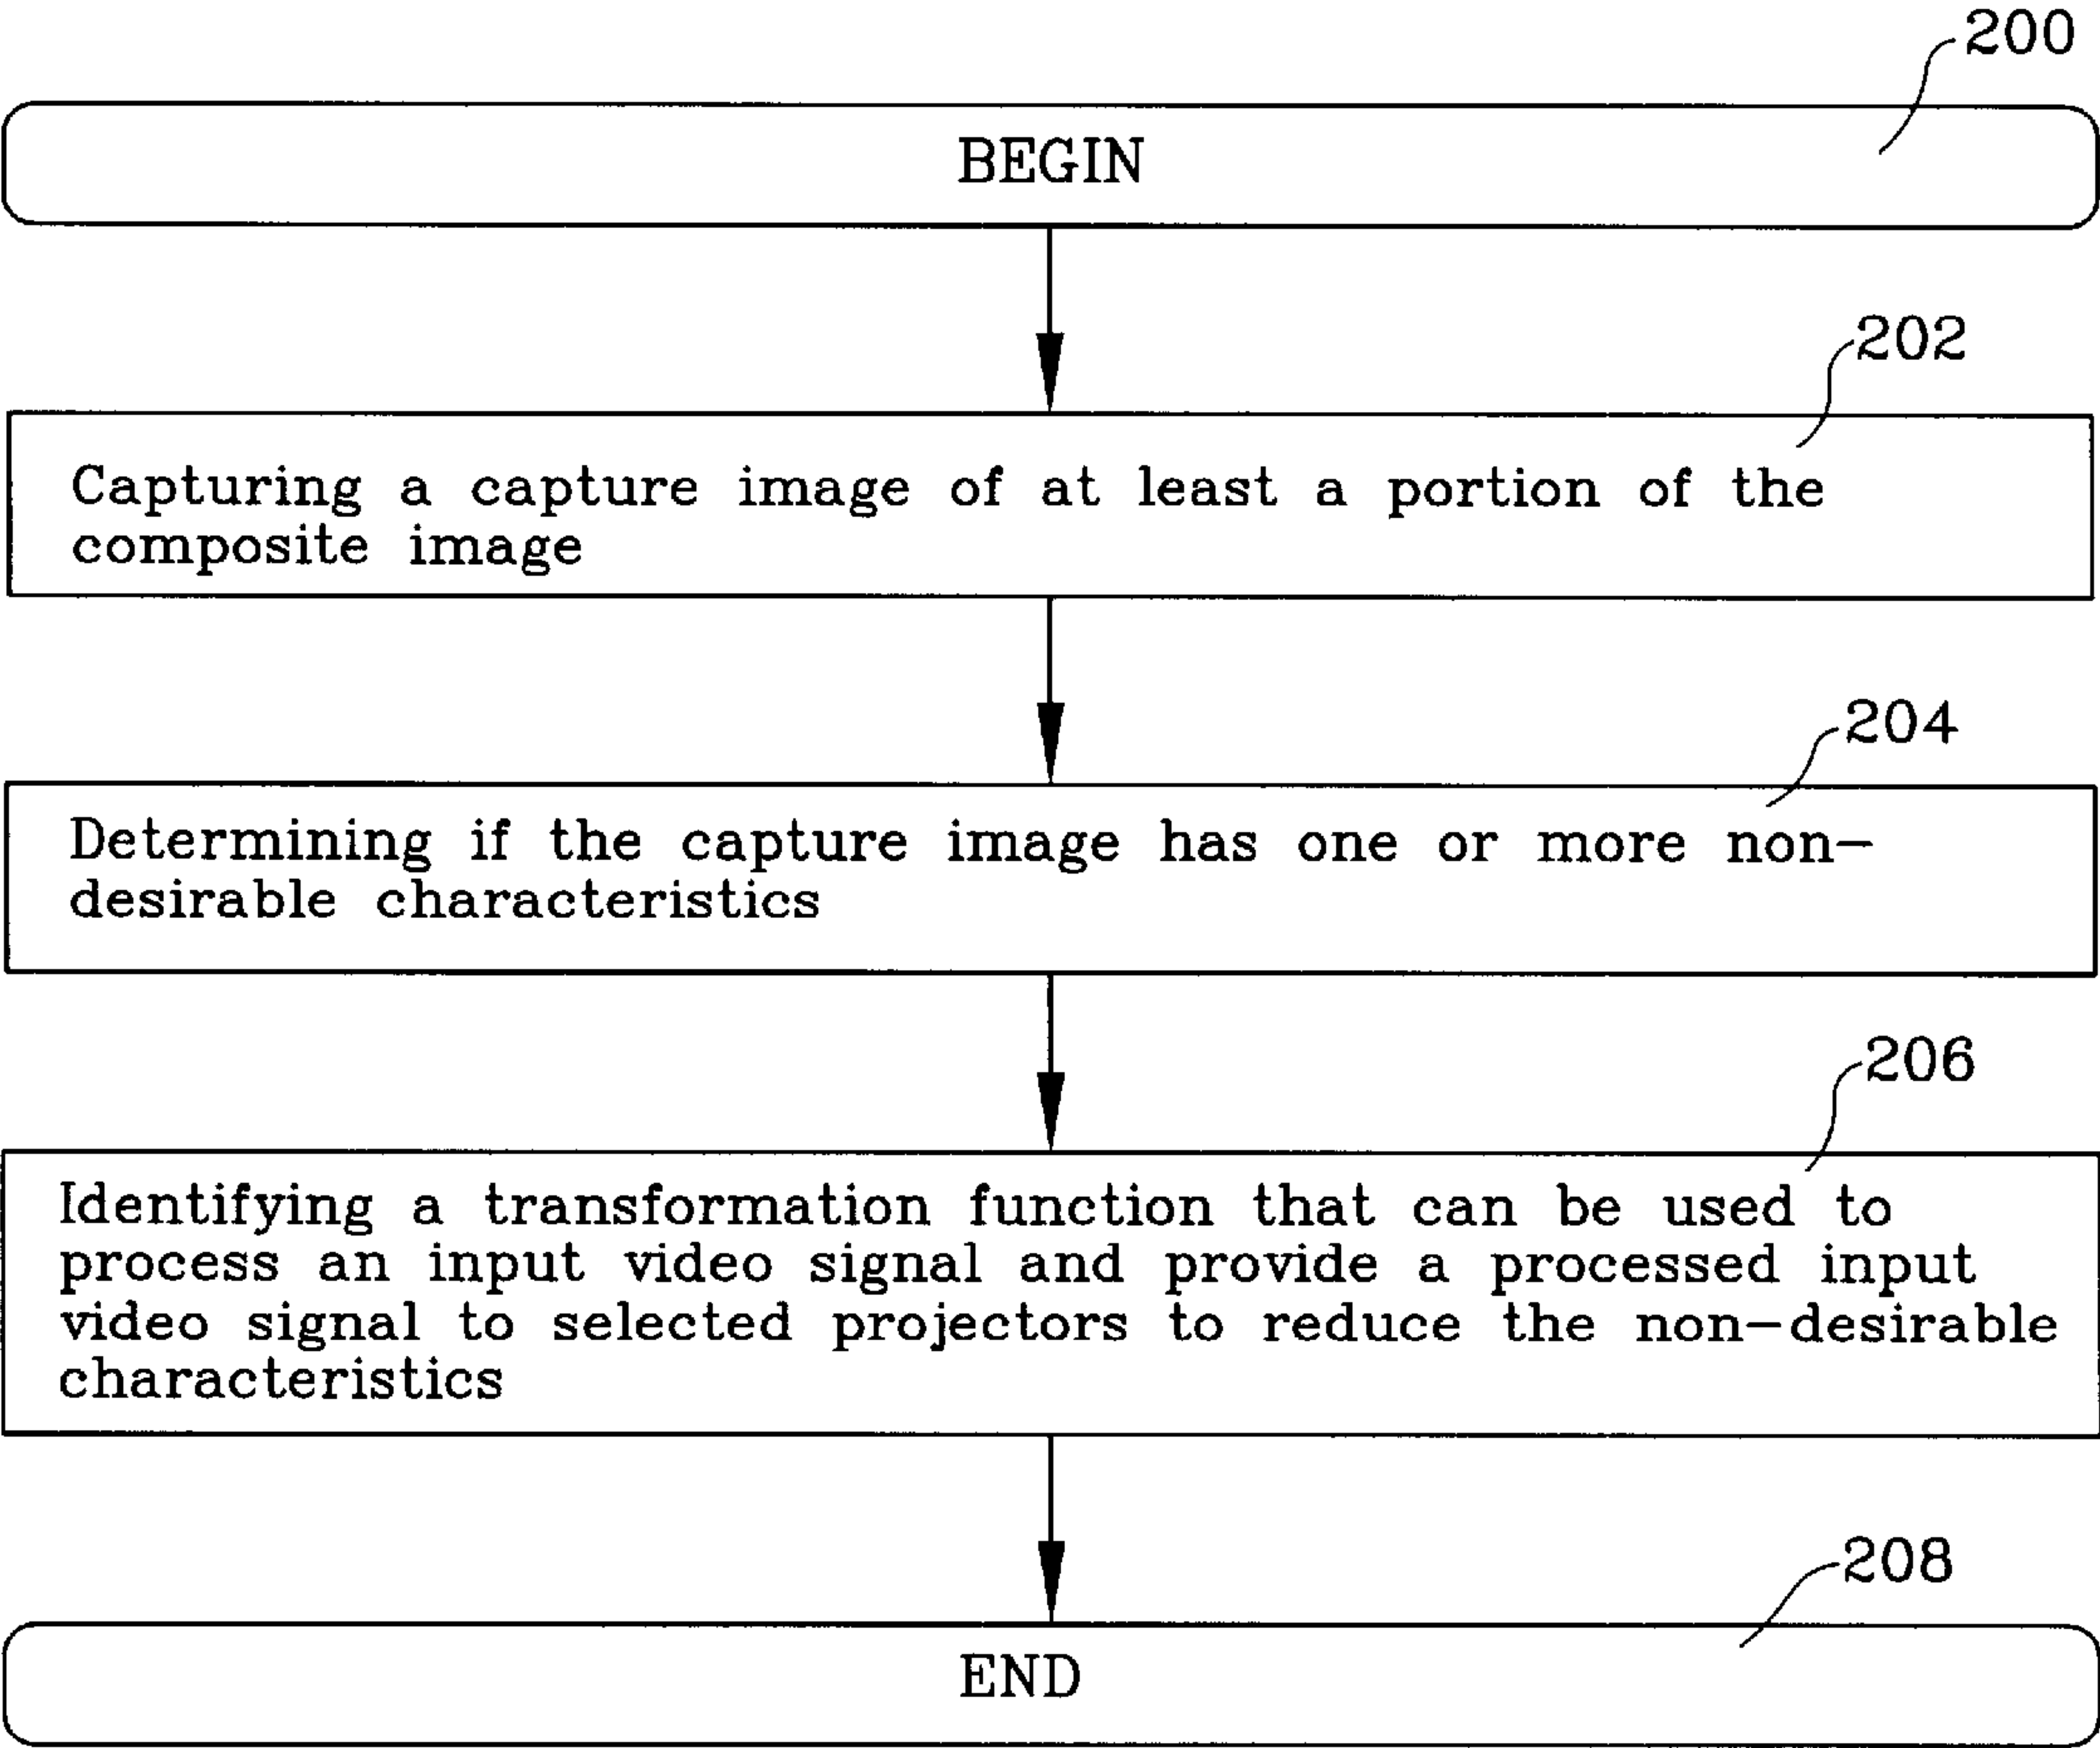 200
BEGIN
202
Capturing a capture image of at least a portion of the
composite image
204
Determining if the capture image has one or more non-
desirable characteristics
206
Identifying a transformation function that can be used to
process an input video signal and provide a processed input
video signal to selected projectors to reduce the non-desirable
characteristics
208
END